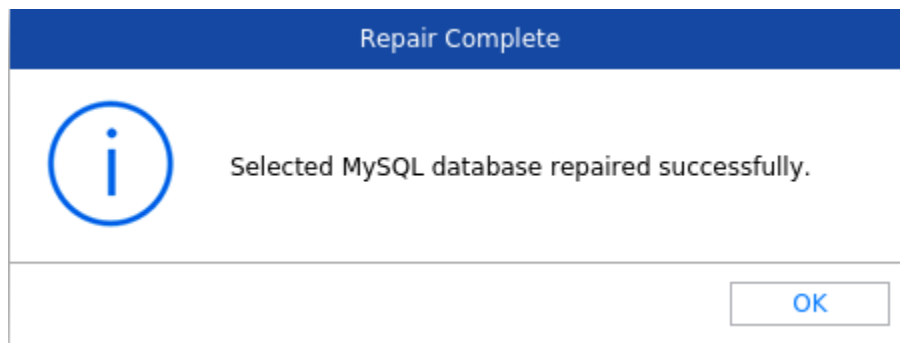 Repair Complete
Selected MySQL database repaired successfully.
OK